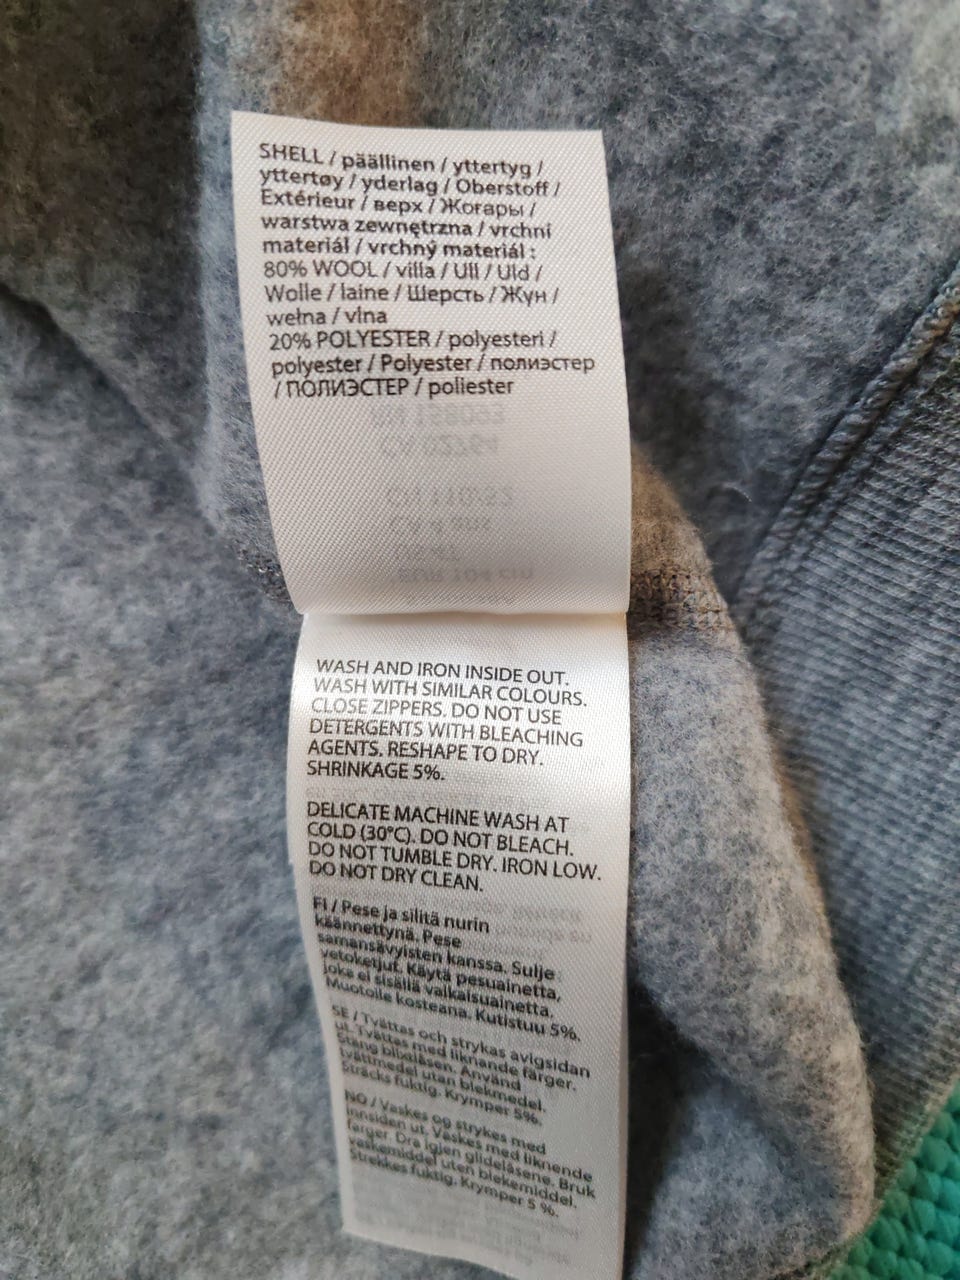 SHELL / päällinen / yttertyg /
yttertøy / yderlag / Oberstoff /
Extérieur / верх / Жоғары /
warstwa zewnętrzna / vrchní
materiál / vrchný materiál :
80% WOOL / villa / Ull / Uld /
Wolle / laine / Шерсть / Жүн /
wełna / vlna
20% POLYESTER / polyesteri /
polyester / Polyester / полиэстер
/ ПОЛИЭСТЕР / poliester
WASH AND IRON INSIDE OUT.
WASH WITH SIMILAR COLOURS.
CLOSE ZIPPERS. DO NOT USE
DETERGENTS WITH BLEACHING
AGENTS. RESHAPE TO DRY.
SHRINKAGE 5%.
DELICATE MACHINE WASH AT
COLD (30°C). DO NOT BLEACH.
DO NOT TUMBLE DRY. IRON LOW.
DO NOT DRY CLEAN.
FI / Pese ja silitä nurin
käännettynä. Pese
samansävyisten kanssa. Sulje
vetoketjut. Käytä pesuainetta,
joka ei sisällä valkaisuainetta.
Muotoile kosteana. Kutistuu 5%.
SE / Tvättas och strykas avigsidan
ut. Tvättas med liknande färger.
Stäng blixtlåsen. Använd
tvättmedel utan blekmedel.
Sträcks fuktig. Krymper 5%.
NO / Vaskes og strykes med
innsiden ut. Vaskes med liknende
farger. Dra igjen glidelåsene. Bruk
vaskemiddel uten blekemiddel.
Strekkes fuktig. Krymper 5 %.